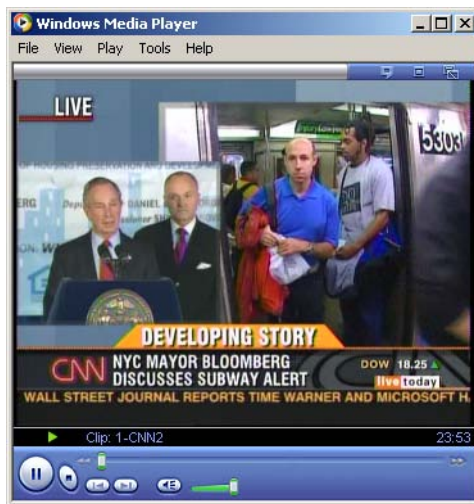 Windows Media Player
File View Play Tools Help
LIVE
5303
DANIEL
DEVELOPING STORY
CNN
NYC MAYOR BLOOMBERG
DISCUSSES SUBWAY ALERT
DOW 18.25
live today
WALL STREET JOURNAL REPORTS TIME WARNER AND MICROSOFT
Clip: 1-CNN2
23:53